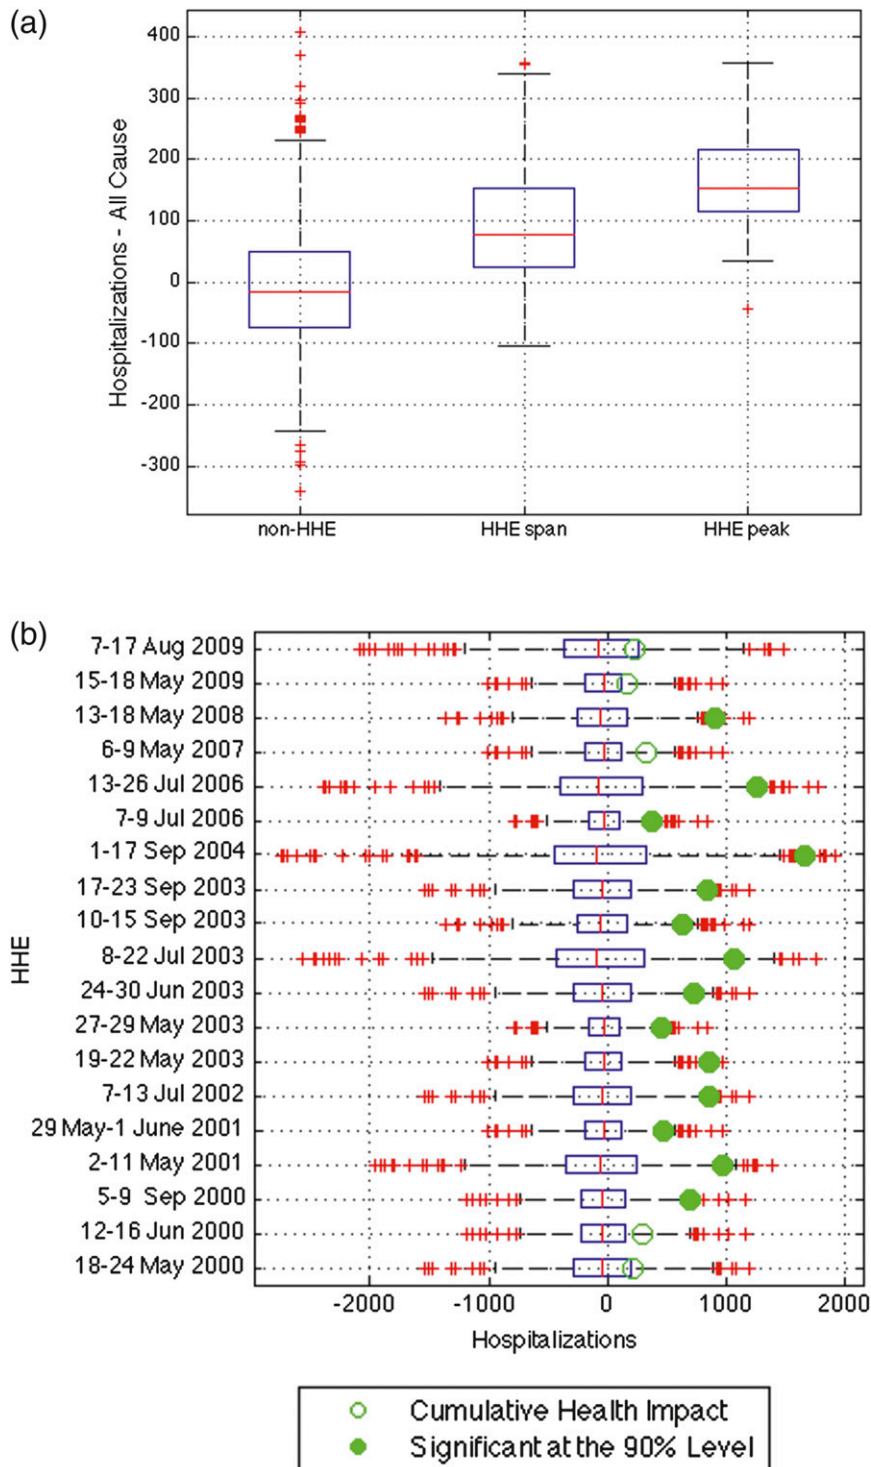 (a)
Hospitalizations - All Cause
400
300
200
100
0
-100
-200
-300
non-HHE HHE span HHE peak
(b)
HHE
7-17 Aug 2009
15-18 May 2009
13-18 May 2008
6-9 May 2007
13-26 Jul 2006
7-9 Jul 2006
1-17 Sep 2004
17-23 Sep 2003
10-15 Sep 2003
8-22 Jul 2003
24-30 Jun 2003
27-29 May 2003
19-22 May 2003
7-13 Jul 2002
29 May-1 June 2001
2-11 May 2001
5-9 Sep 2000
12-16 Jun 2000
18-24 May 2000
-2000 -1000 0 1000 2000
Hospitalizations
Cumulative Health Impact
Significant at the 90% Level